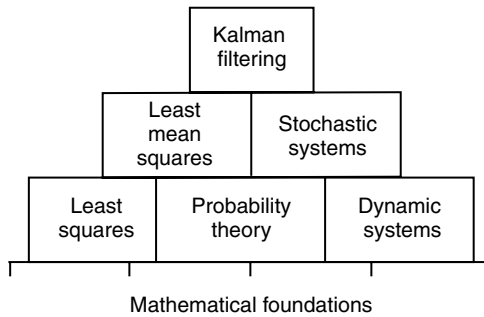 Kalman
filtering
Least
mean
squares
Stochastic
systems
Least
squares
Probability
theory
Dynamic
systems
Mathematical foundations